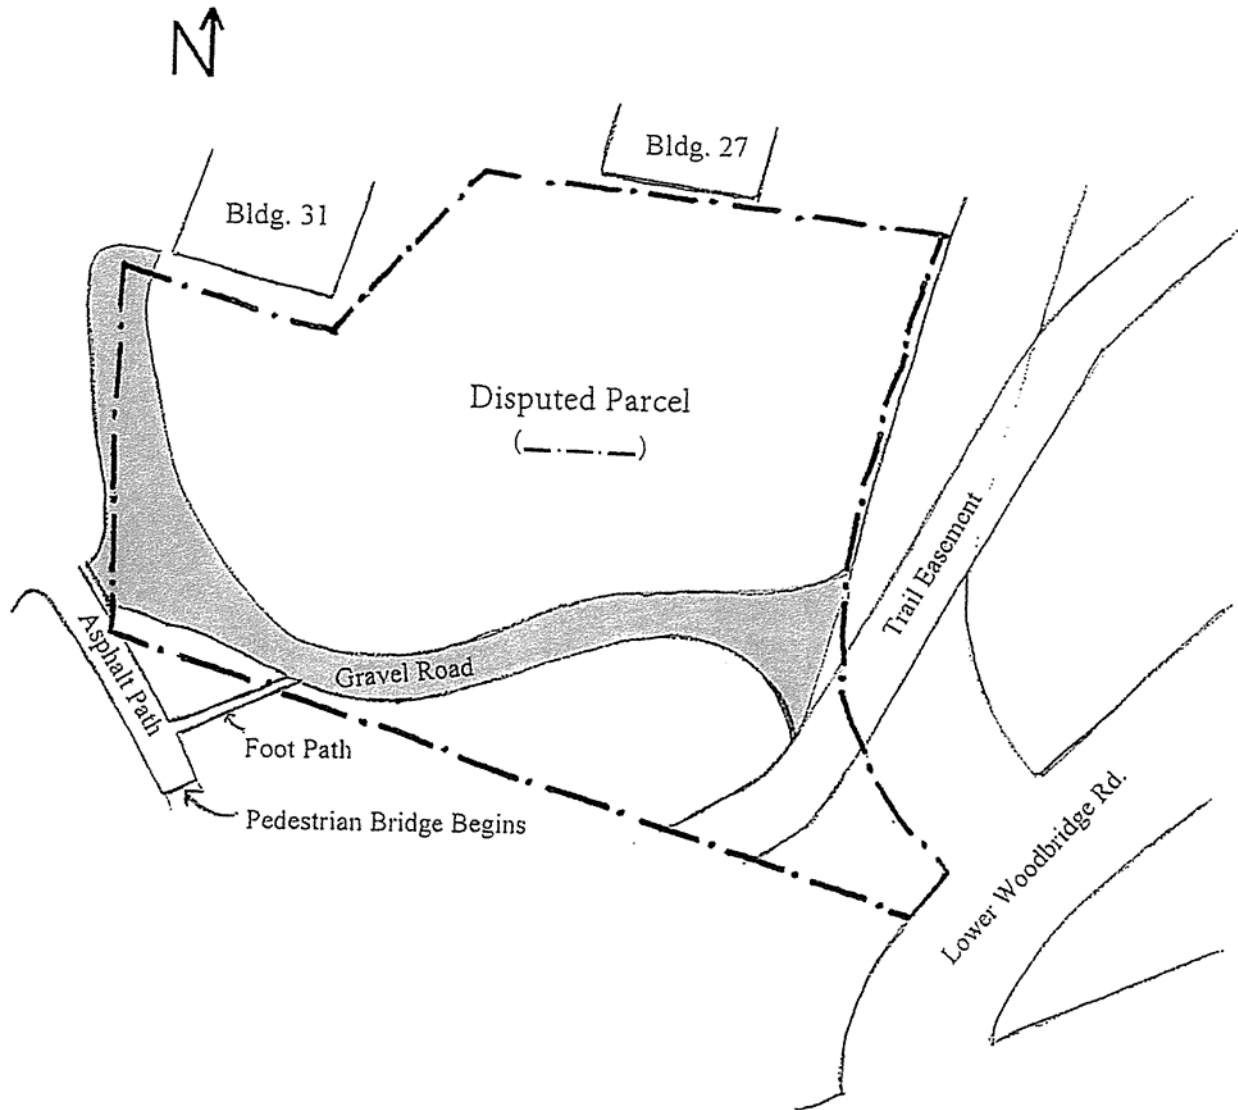 N
Bldg. 27
Bldg. 31
Disputed Parcel
( )
Trail Easement
Asphalt Path
Gravel Road
Foot Path
Pedestrian Bridge Begins
Lower Woodbridge Rd.